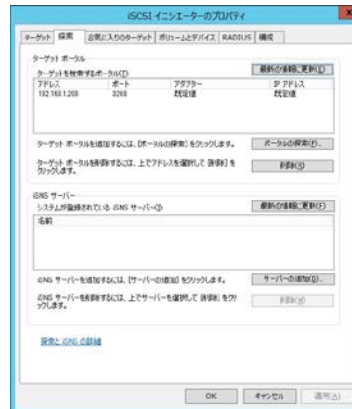 iSCSI イニシエーターのプロパティ
ターゲット 探索 お気に入りのターゲット ボリュームとデバイス RADIUS 構成
ターゲット ポータル
ターゲットを検索するポータル(T) 最新の情報に更新(E)
アドレス ポート アダプター IP アドレス
192.168.1.200 3260 既定値 既定値
ターゲット ポータルを追加するには、[ポータルの探索] をクリックします。 ポータルの探索(P)...
ターゲット ポータルを削除するには、上でアドレスを選択して [削除] を
クリックします。 削除(R)
iSNS サーバー
システムが登録されている iSNS サーバー(I) 最新の情報に更新(F)
名前
iSNS サーバーを追加するには、[サーバーの追加] をクリックします。 サーバーの追加(D)...
iSNS サーバーを削除するには、上でサーバーを選択して [削除] をクリ
ックします。 削除(M)
探索と iSNS の詳細
OK キャンセル 適用(A)